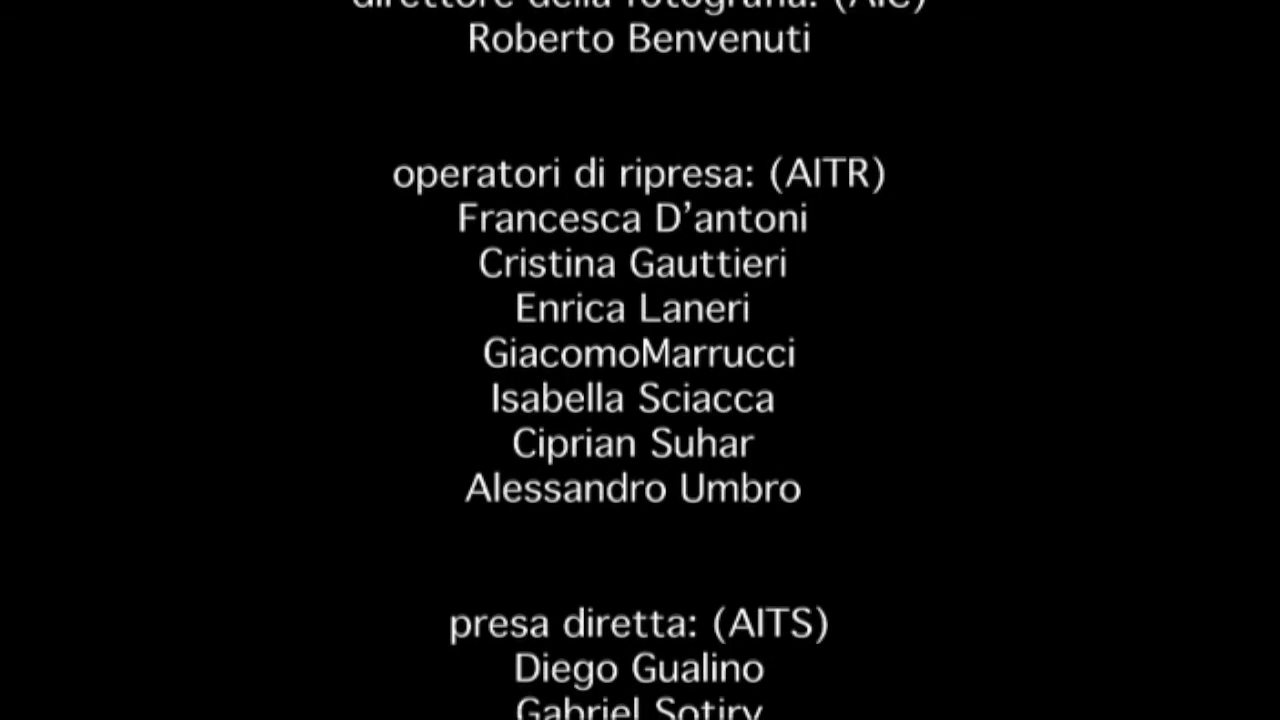 direttore della fotografia: (AIC)
Roberto Benvenuti
operatori di ripresa: (AITR)
Francesca D’antoni
Cristina Gauttieri
Enrica Laneri
GiacomoMarrucci
Isabella Sciacca
Ciprian Suhar
Alessandro Umbro
presa diretta: (AITS)
Diego Gualino
Gabriel Sotiry